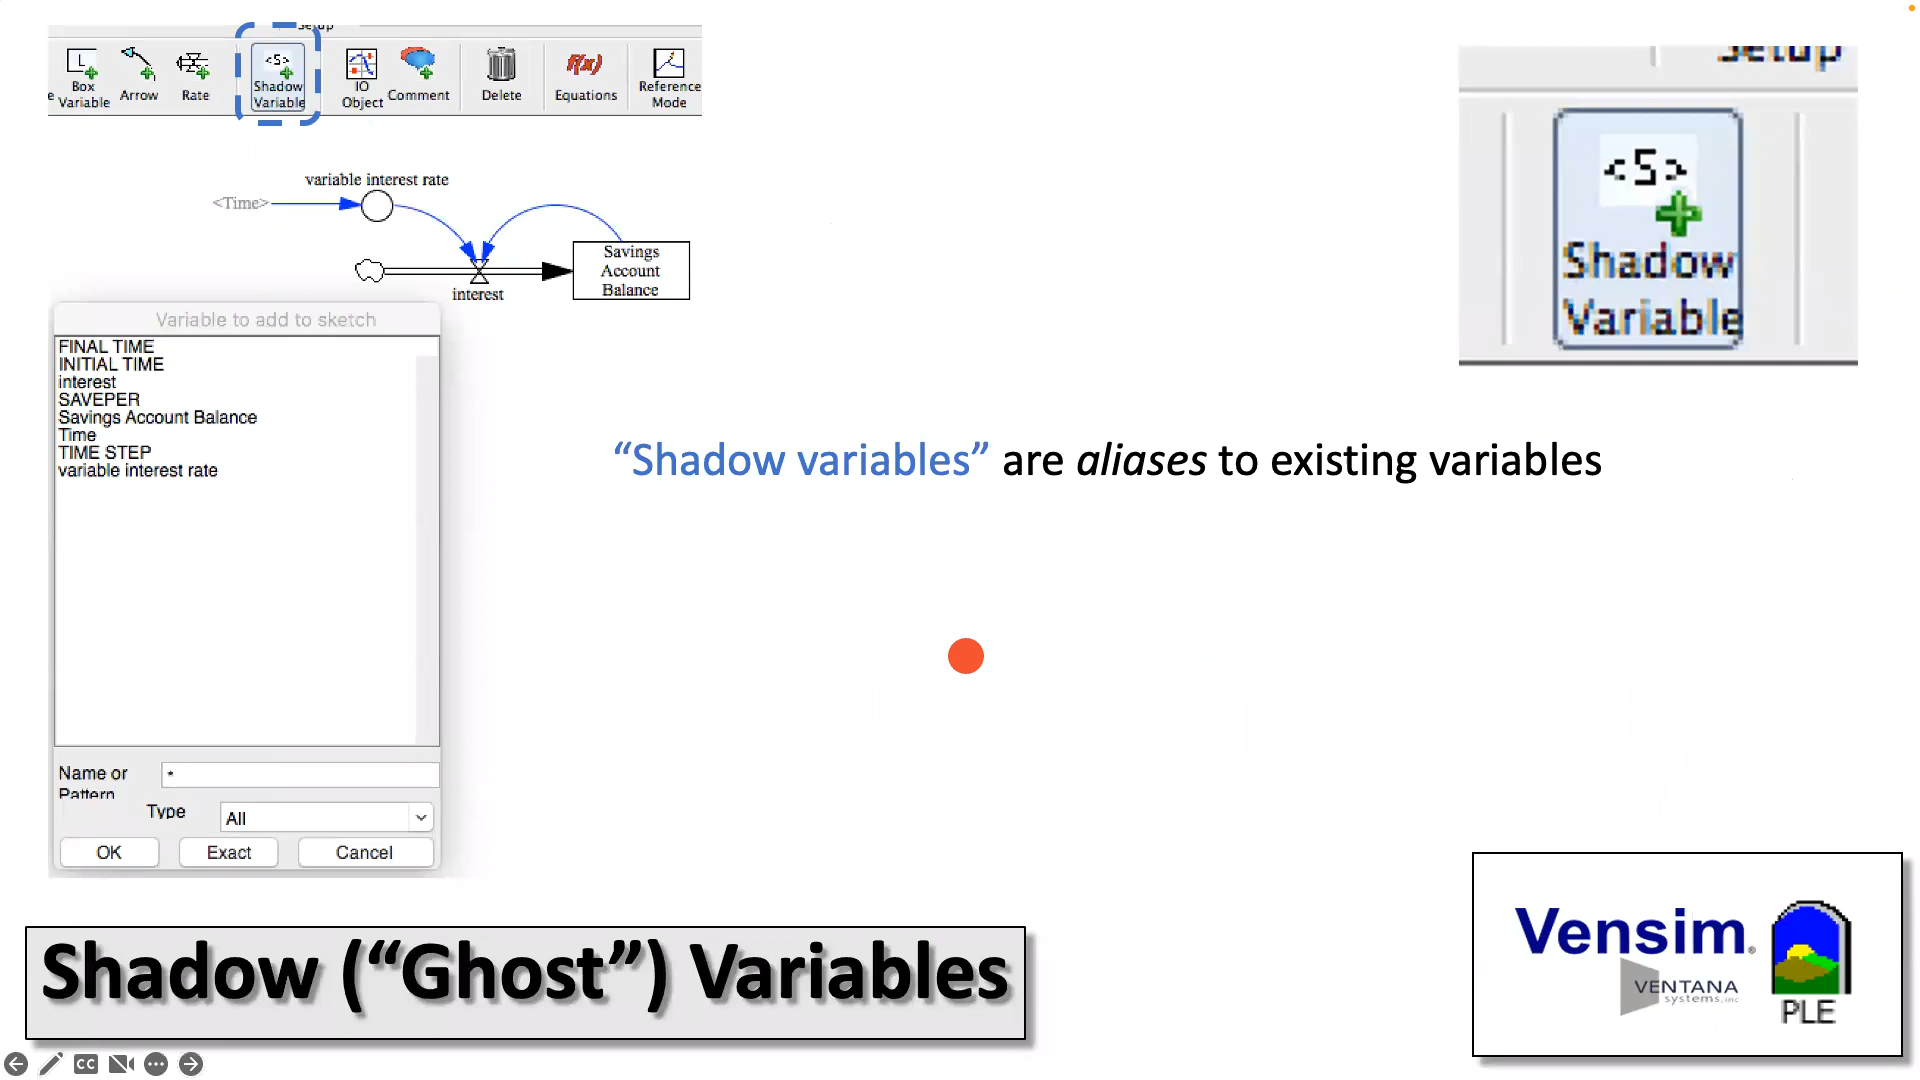 Setup
Box
Variable
Arrow
Rate
<S>
Shadow
Variable
IO
Object
Comment
Delete
f(x)
Equations
Reference
Mode
Setup
<S>
Shadow
Variable
variable interest rate
<Time>
Savings
Account
Balance
interest
Variable to add to sketch
FINAL TIME
INITIAL TIME
interest
SAVEPER
Savings Account Balance
Time
TIME STEP
variable interest rate
“Shadow variables” are aliases to existing variables
Name or
Pattern
*
Type
All
OK
Exact
Cancel
Shadow (“Ghost”) Variables
Vensim®
VENTANA
systems, inc
PLE
CC